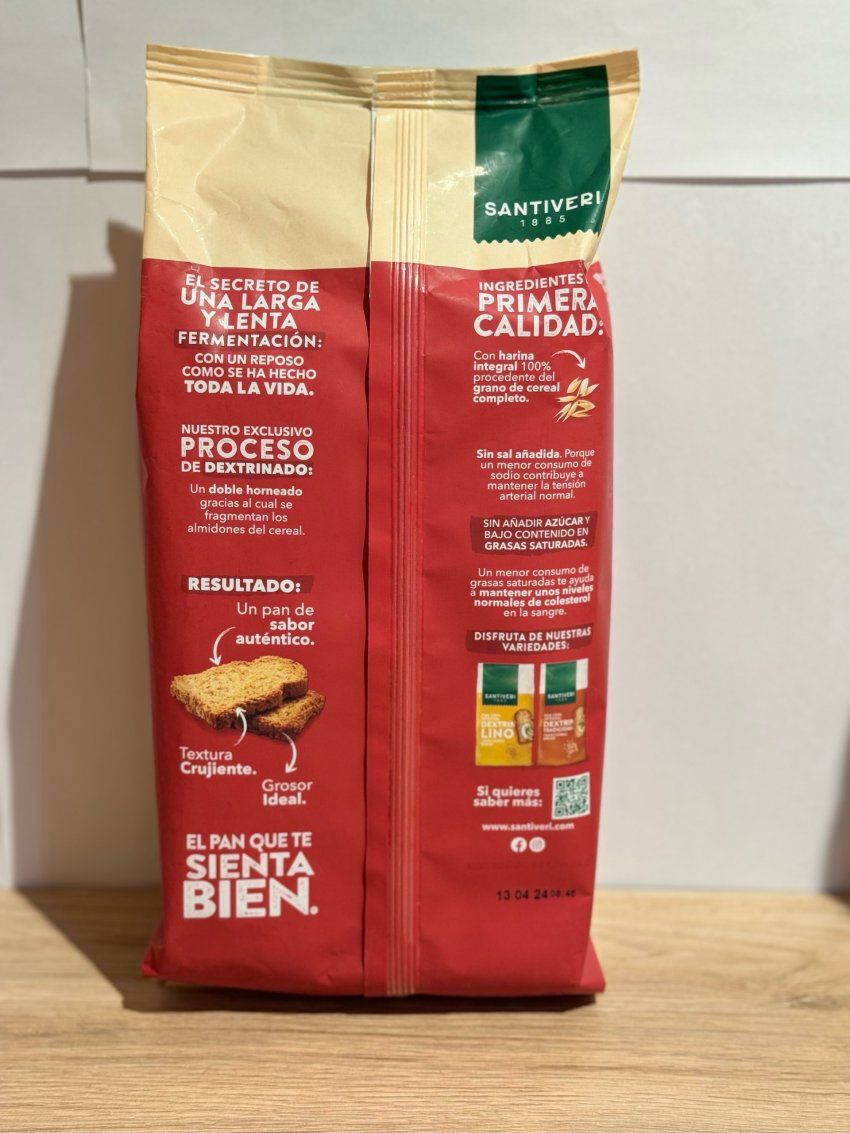 SANTIVERI
1885
EL SECRETO DE
UNA LARGA
Y LENTA
FERMENTACIÓN:
CON UN REPOSO
COMO SE HA HECHO
TODA LA VIDA.
NUESTRO EXCLUSIVO
PROCESO
DE DEXTRINADO:
Un doble horneado
gracias al cual se
fragmentan los
almidones del cereal.
RESULTADO:
Un pan de
sabor
auténtico.
Textura
Crujiente.
Grosor
Ideal.
EL PAN QUE TE
SIENTA
BIEN.
INGREDIENTES
PRIMERA
CALIDAD:
Con harina
integral 100%
procedente del
grano de cereal
completo.
Sin sal añadida. Porque
un menor consumo de
sodio contribuye a
mantener la tensión
arterial normal.
SIN AÑADIR AZÚCAR Y
BAJO CONTENIDO EN
GRASAS SATURADAS.
Un menor consumo de
grasas saturadas te ayuda
a mantener unos niveles
normales de colesterol
en la sangre.
DISFRUTA DE NUESTRAS
VARIEDADES:
SANTIVERI
SANTIVERI
DEXTRIN
LINO
DEXTRIN
Si quieres
saber más:
www.santiveri.com
13 04 24 08:46